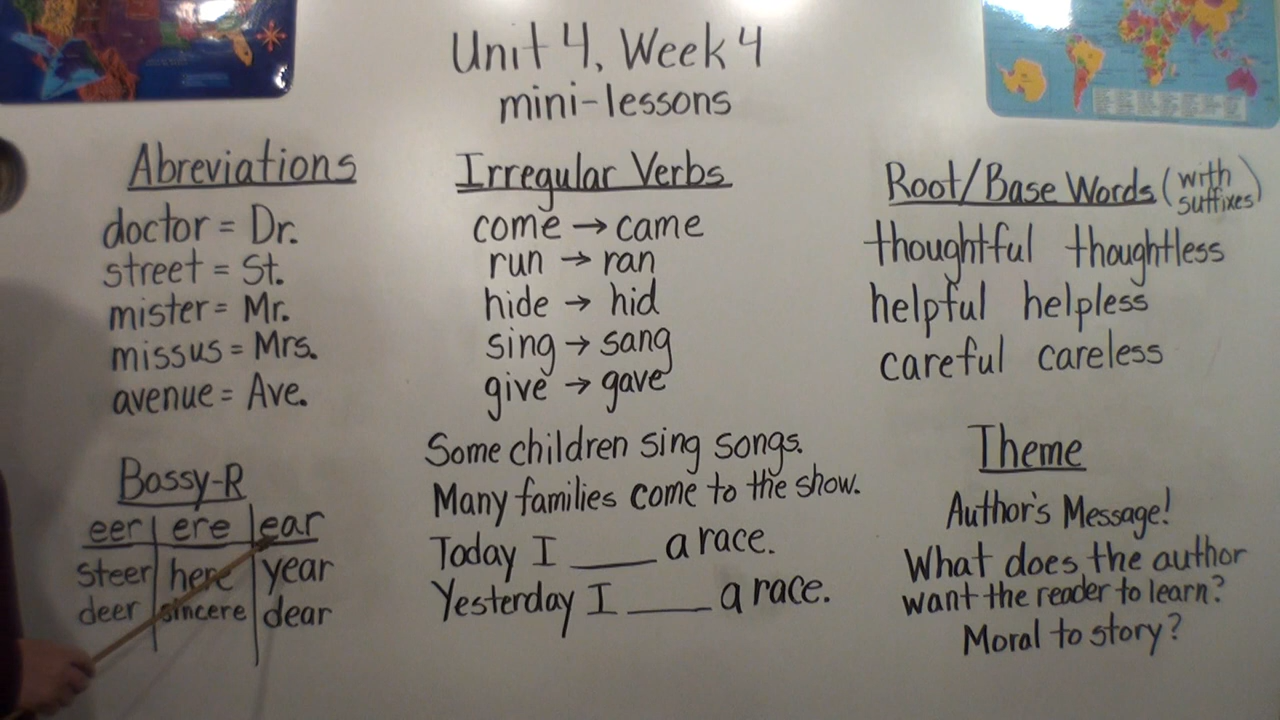 Unit 4, Week 4
mini-lessons
Abreviations
doctor = Dr.
street = St.
mister = Mr.
missus = Mrs.
avenue = Ave.
Bossy-R
eer ere ear
steer here year
deer sincere dear
Irregular Verbs
come → came
run → ran
hide → hid
sing → sang
give → gave
Some children sing songs.
Many families come to the show.
Today I ____ a race.
Yesterday I ____ a race.
Root/Base Words (with suffixes)
thoughtful thoughtless
helpful helpless
careful careless
Theme
Author's Message!
What does the author
want the reader to learn?
Moral to story?